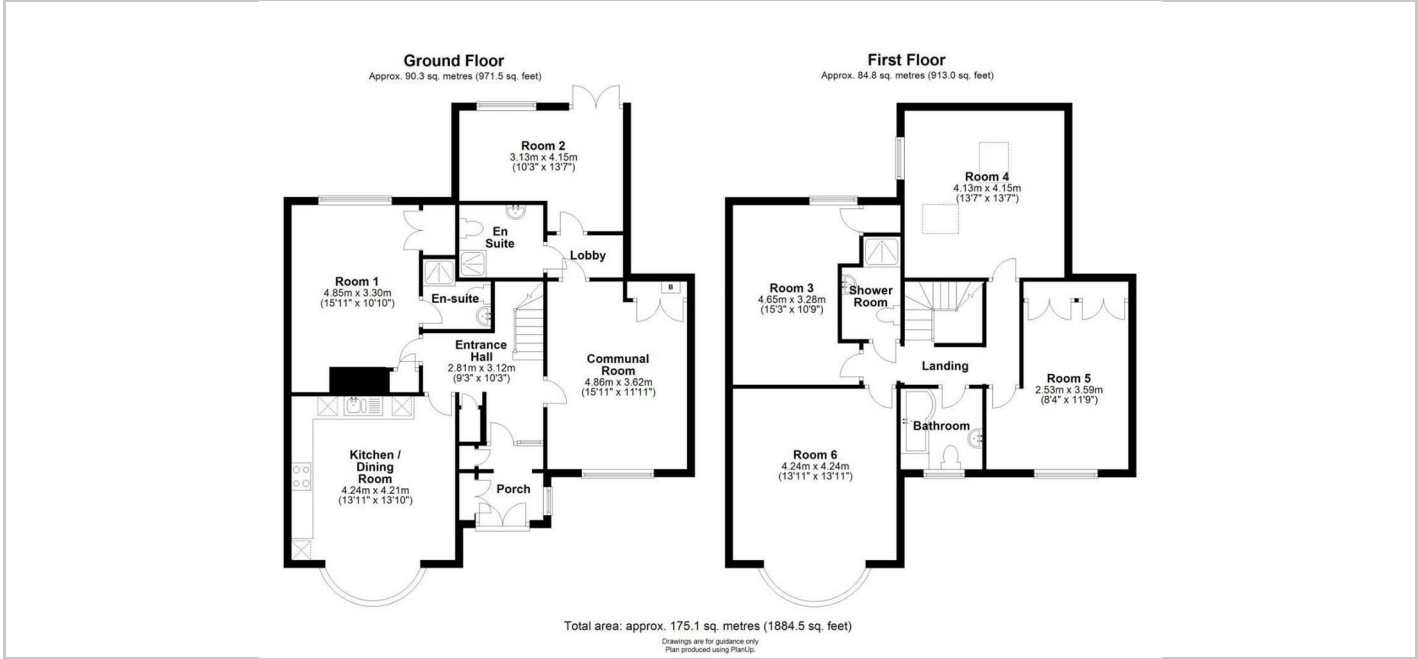 Ground Floor
Approx. 90.3 sq. metres (971.5 sq. feet)
Room 2
3.13m x 4.15m
(10'3" x 13'7")
En
Suite
Lobby
Room 1
4.85m x 3.30m
(15'11" x 10'10")
En-suite
B
Entrance
Hall
2.81m x 3.12m
(9'3" x 10'3")
Communal
Room
4.86m x 3.62m
(15'11" x 11'11")
Kitchen /
Dining
Room
4.24m x 4.21m
(13'11" x 13'10")
Porch
First Floor
Approx. 84.8 sq. metres (913.0 sq. feet)
Room 4
4.13m x 4.15m
(13'7" x 13'7")
Room 3
4.65m x 3.28m
(15'3" x 10'9")
Shower
Room
Landing
Room 5
2.53m x 3.59m
(8'4" x 11'9")
Bathroom
Room 6
4.24m x 4.24m
(13'11" x 13'11")
Total area: approx. 175.1 sq. metres (1884.5 sq. feet)
Drawings are for guidance only
Plan produced using PlanUp.